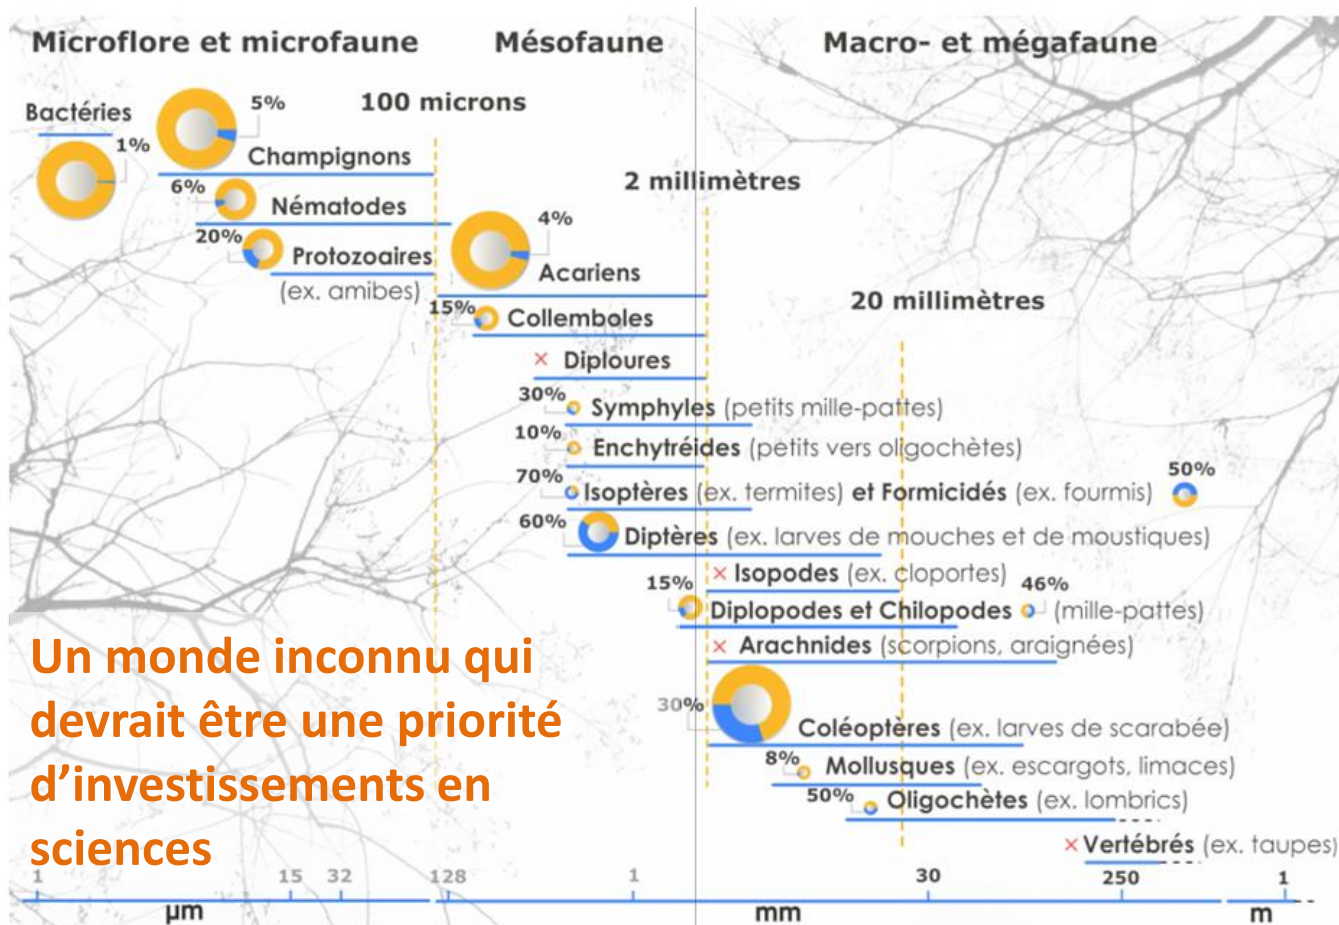 Microflore et microfaune
Mésofaune
Macro- et mégafaune
Bactéries
1%
5%
Champignons
100 microns
6%
Nématodes
20%
Protozoaires
(ex. amibes)
2 millimètres
4%
Acariens
15%
Collemboles
20 millimètres
× Diploures
30%
Symphyles (petits mille-pattes)
10%
Enchytréides (petits vers oligochètes)
70%
Isoptères (ex. termites) et Formicidés (ex. fourmis)
50%
60%
Diptères (ex. larves de mouches et de moustiques)
× Isopodes (ex. cloportes)
15%
Diplopodes et Chilopodes
46%
(mille-pattes)
× Arachnides (scorpions, araignées)
30%
Coléoptères (ex. larves de scarabée)
8%
Mollusques (ex. escargots, limaces)
50%
Oligochètes (ex. lombrics)
× Vertébrés (ex. taupes)
Un monde inconnu qui
devrait être une priorité
d’investissements en
sciences
1 15 32 128 1 30 250 1
µm mm m